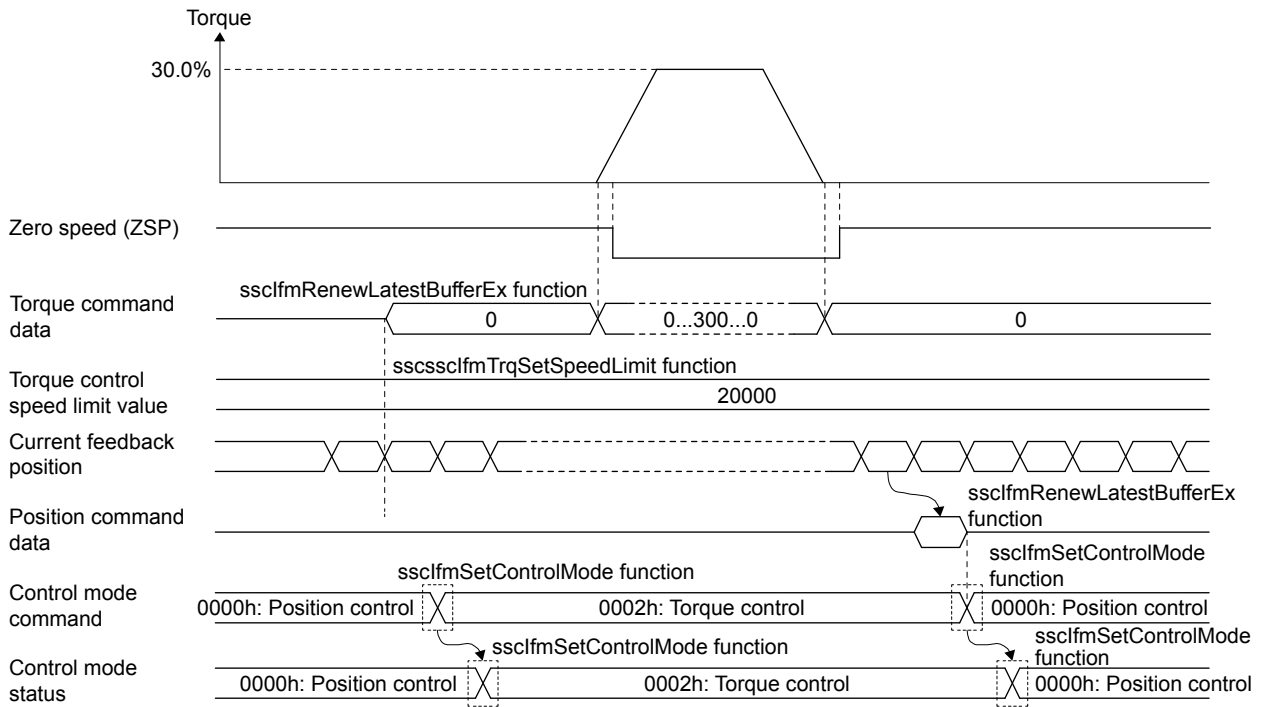 Torque
30.0%
Zero speed (ZSP)
sscIfmRenewLatestBufferEx function
Torque command
data
0
0...300...0
0
sscsscIfmTrqSetSpeedLimit function
Torque control
speed limit value
20000
Current feedback
position
sscIfmRenewLatestBufferEx
function
Position command
data
sscIfmSetControlMode function
sscIfmSetControlMode
function
Control mode
command
0000h: Position control
0002h: Torque control
0000h: Position control
sscIfmSetControlMode function
sscIfmSetControlMode
function
Control mode
status
0000h: Position control
0002h: Torque control
0000h: Position control